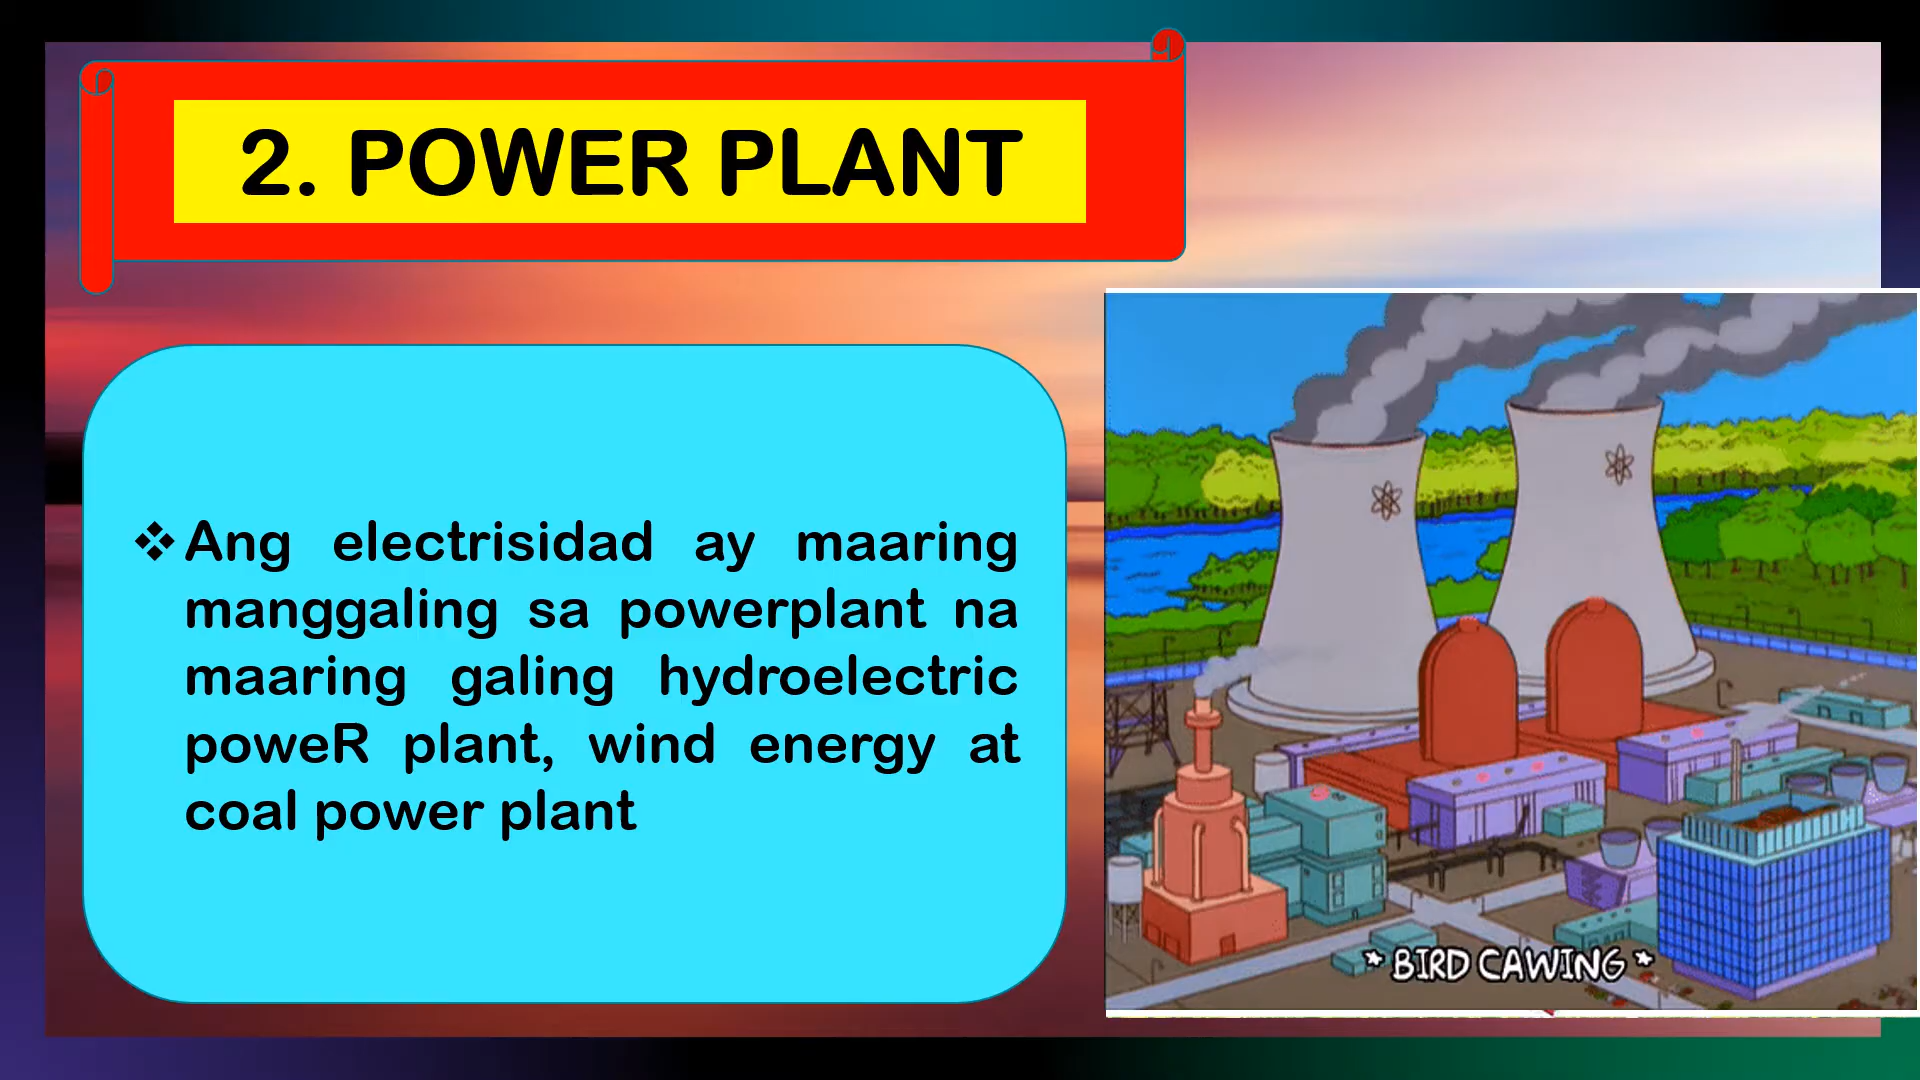 2. POWER PLANT
❖Ang electrisidad ay maaring
manggaling sa powerplant na
maaring galing hydroelectric
poweR plant, wind energy at
coal power plant
* BIRD CAWING *